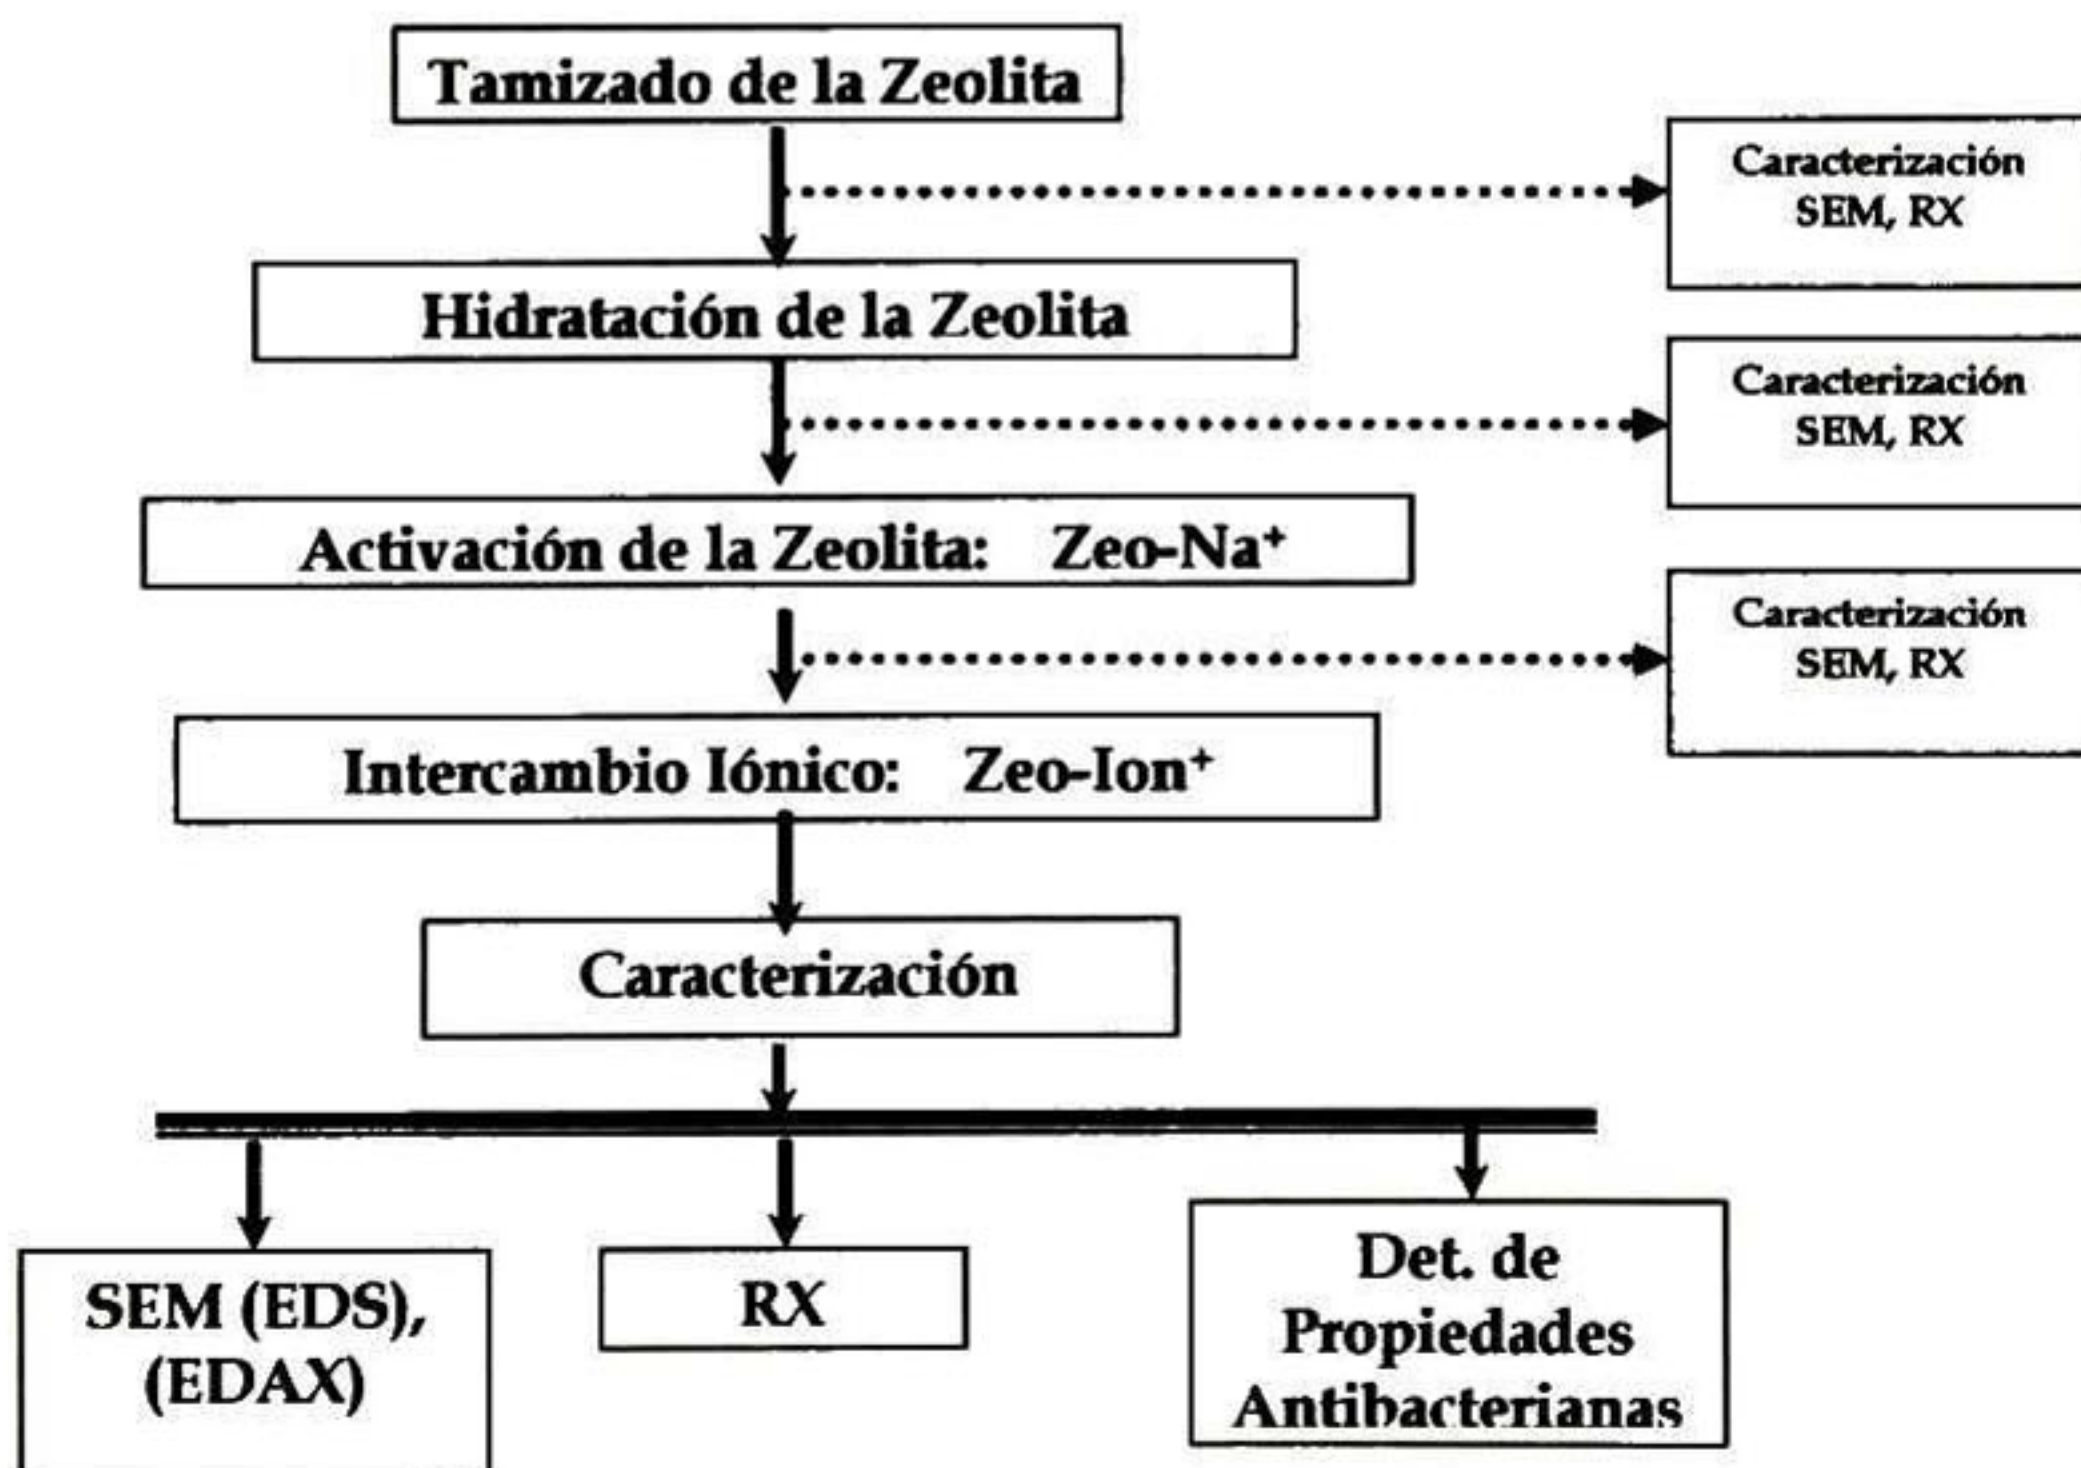 Tamizado de la Zeolita
Caracterización
SEM, RX
Hidratación de la Zeolita
Caracterización
SEM, RX
Activación de la Zeolita: Zeo-Na⁺
Caracterización
SEM, RX
Intercambio Iónico: Zeo-Ion⁺
Caracterización
SEM (EDS),
(EDAX)
RX
Det. de
Propiedades
Antibacterianas